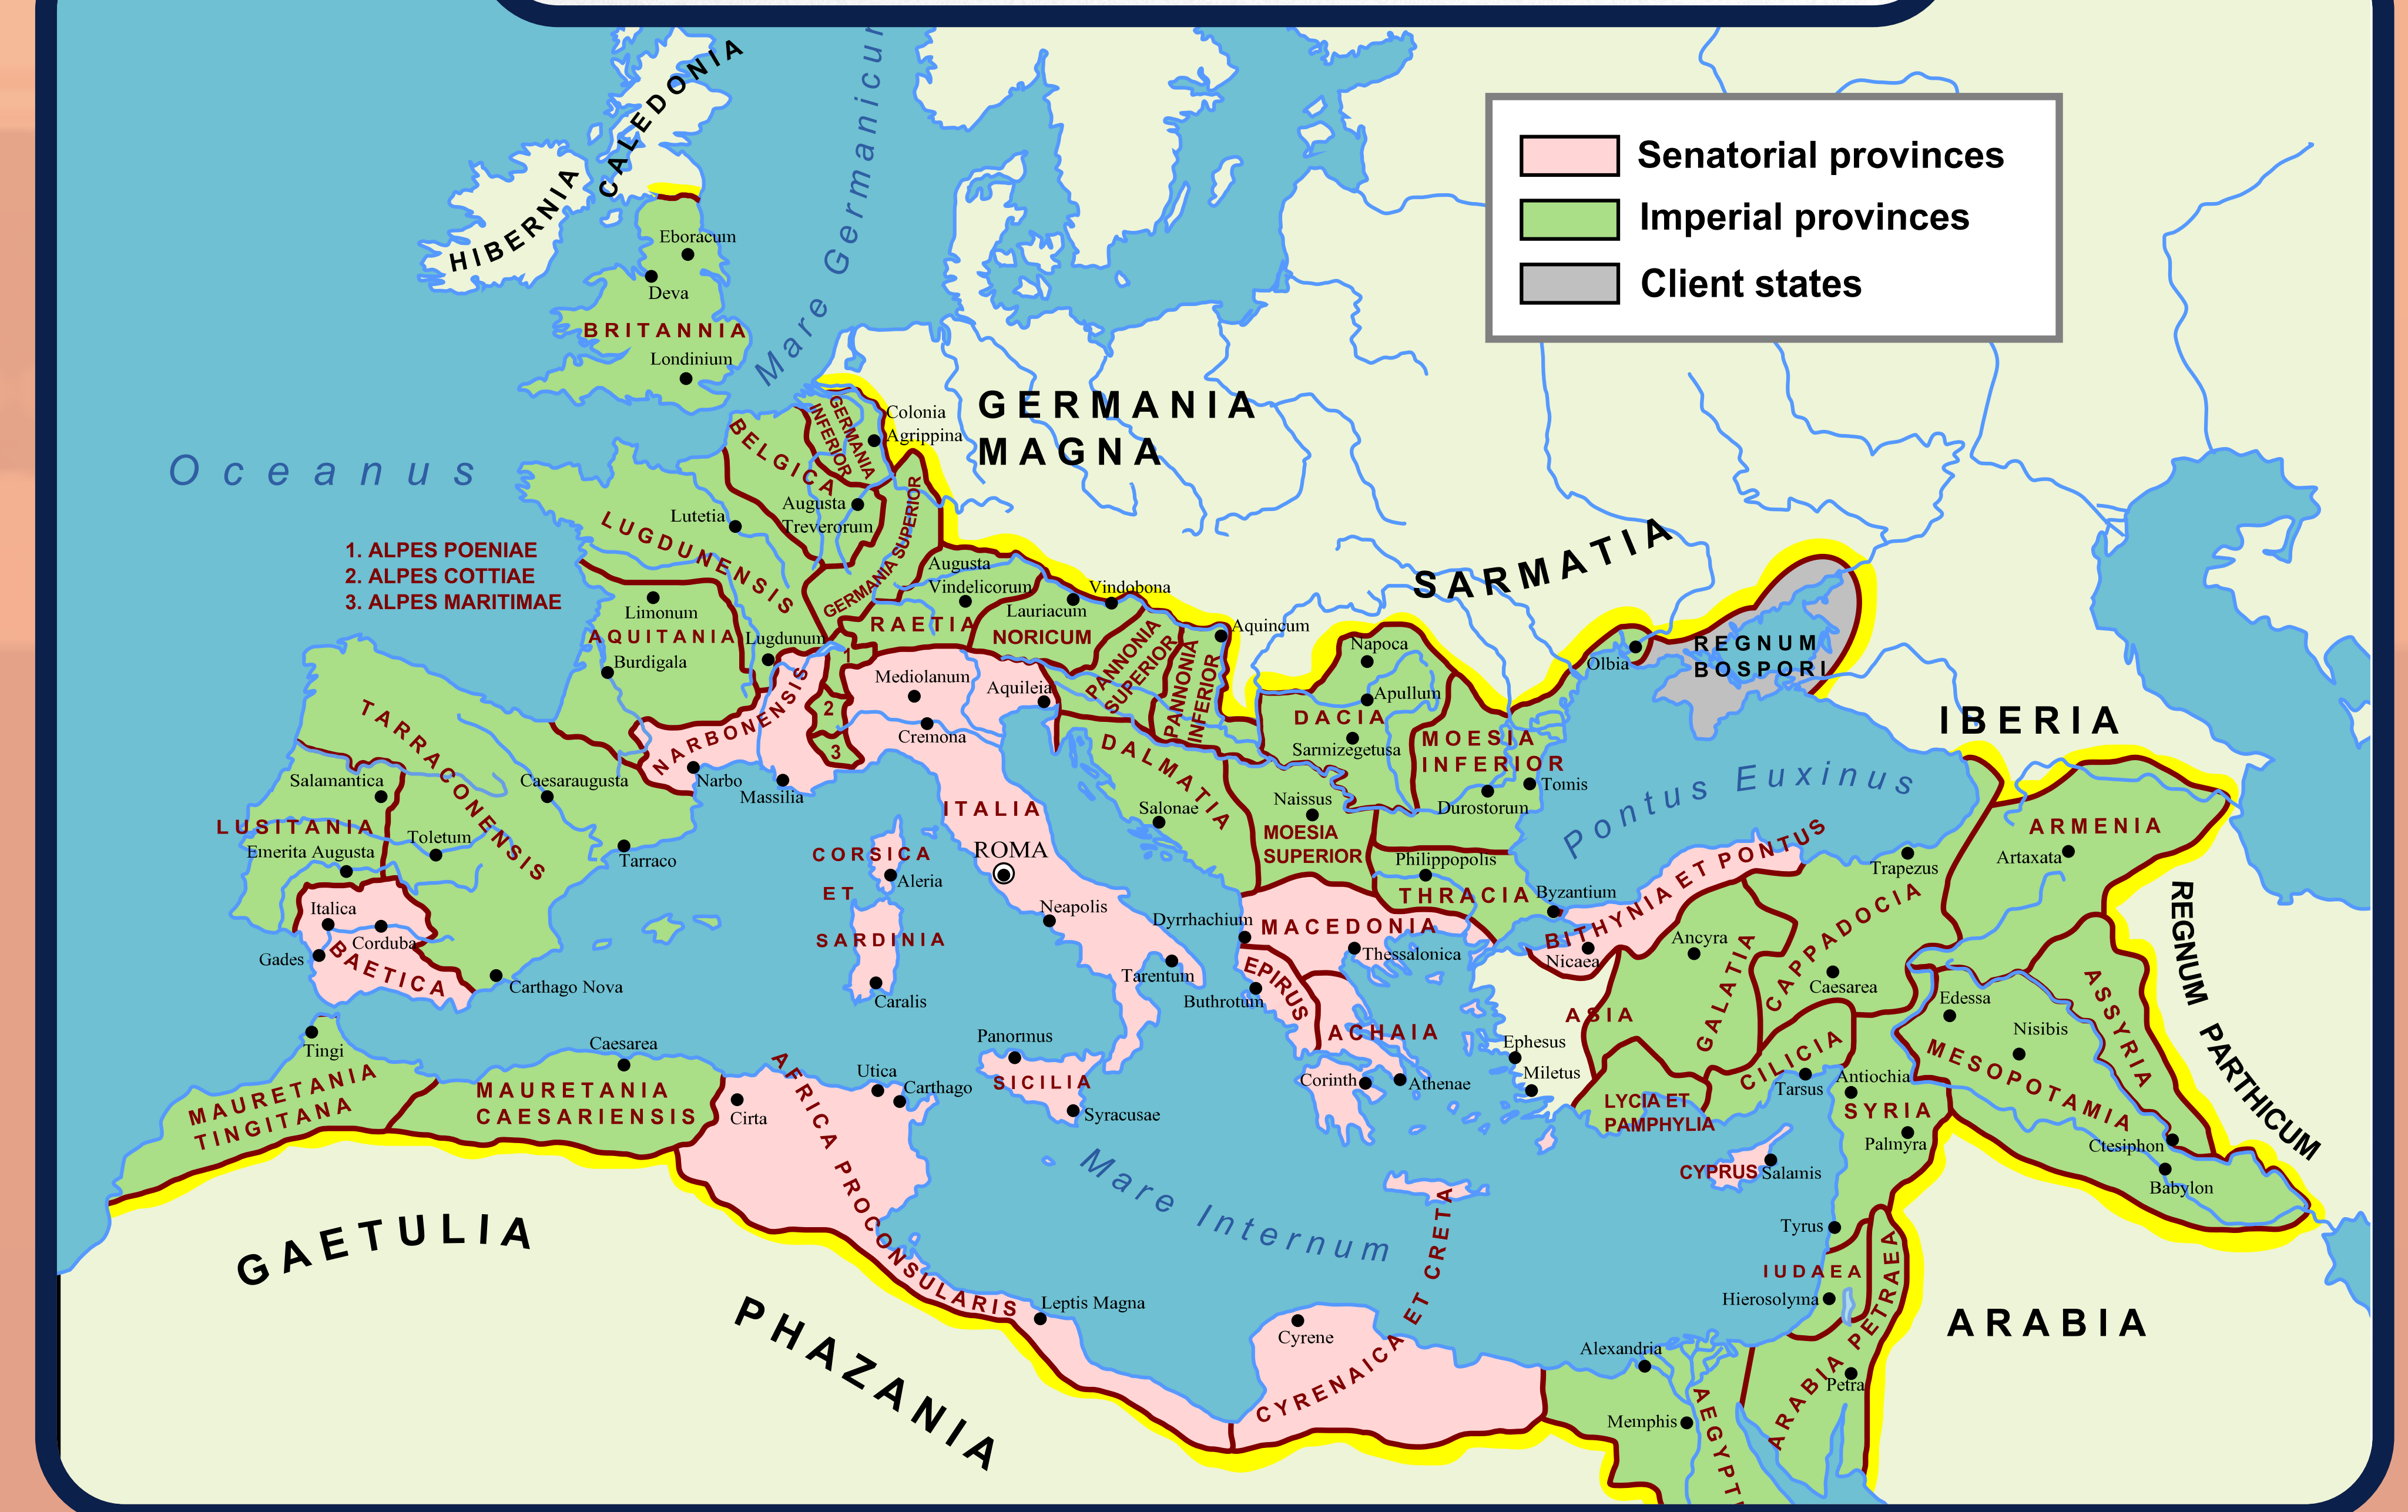 Senatorial provinces
Imperial provinces
Client states
CALEDONIA
HIBERNIA
Mare Germanicum
Eboracum
Deva
BRITANNIA
Londinium
Oceanus
GERMANIA
MAGNA
Colonia
Agrippina
GERMANIA
INFERIOR
BELGICA
Augusta
Treverorum
Lutetia
LUGDUNENSIS
GERMANIA SUPERIOR
1. ALPES POENIAE
2. ALPES COTTIAE
3. ALPES MARITIMAE
Limonum
AQUITANIA
Burdigala
Lugdunum
Augusta
Vindelicorum
RAETIA
Lauriacum
NORICUM
Vindobona
PANNONIA
SUPERIOR
PANNONIA
INFERIOR
Aquincum
SARMATIA
Napoca
Apullum
DACIA
Sarmizegetusa
MOESIA
INFERIOR
Tomis
Durostorum
Olbia
REGNUM
BOSPORI
IBERIA
Pontus Euxinus
1
2
3
NARBONENSIS
Narbo
Massilia
Mediolanum
Cremona
Aquileia
DALMATIA
Salonae
Naissus
MOESIA
SUPERIOR
Philippopolis
THRACIA
Byzantium
TARRACONENSIS
Salamantica
Caesaraugusta
LUSITANIA
Toletum
Emerita Augusta
Tarraco
Italica
Corduba
Gades
BAETICA
Carthago Nova
ITALIA
ROMA
Neapolis
Tarentum
CORSICA
ET
SARDINIA
Aleria
Caralis
Dyrrhachium
MACEDONIA
Thessalonica
EPIRUS
Buthrotum
ACHAIA
Corinth
Athenae
BITHYNIA ET PONTUS
Nicaea
Trapezus
ARMENIA
Artaxata
Ancyra
GALATIA
CAPPADOCIA
Caesarea
ASIA
Ephesus
Miletus
LYCIA ET
PAMPHYLIA
CILICIA
Tarsus
Antiochia
SYRIA
Palmyra
Edessa
Nisibis
MESOPOTAMIA
ASSYRIA
Ctesiphon
Babylon
REGNUM PARTHICUM
Tingi
MAURETANIA
TINGITANA
Caesarea
MAURETANIA
CAESARIENSIS
Cirta
Utica
Carthago
AFRICA PROCONSULARIS
Panormus
SICILIA
Syracusae
Mare Internum
CYPRUS
Salamis
Tyrus
IUDAEA
Hierosolyma
ARABIA PETRAEA
Petra
ARABIA
GAETULIA
PHAZANIA
Leptis Magna
Cyrene
CYRENAICA ET CRETA
Alexandria
Memphis